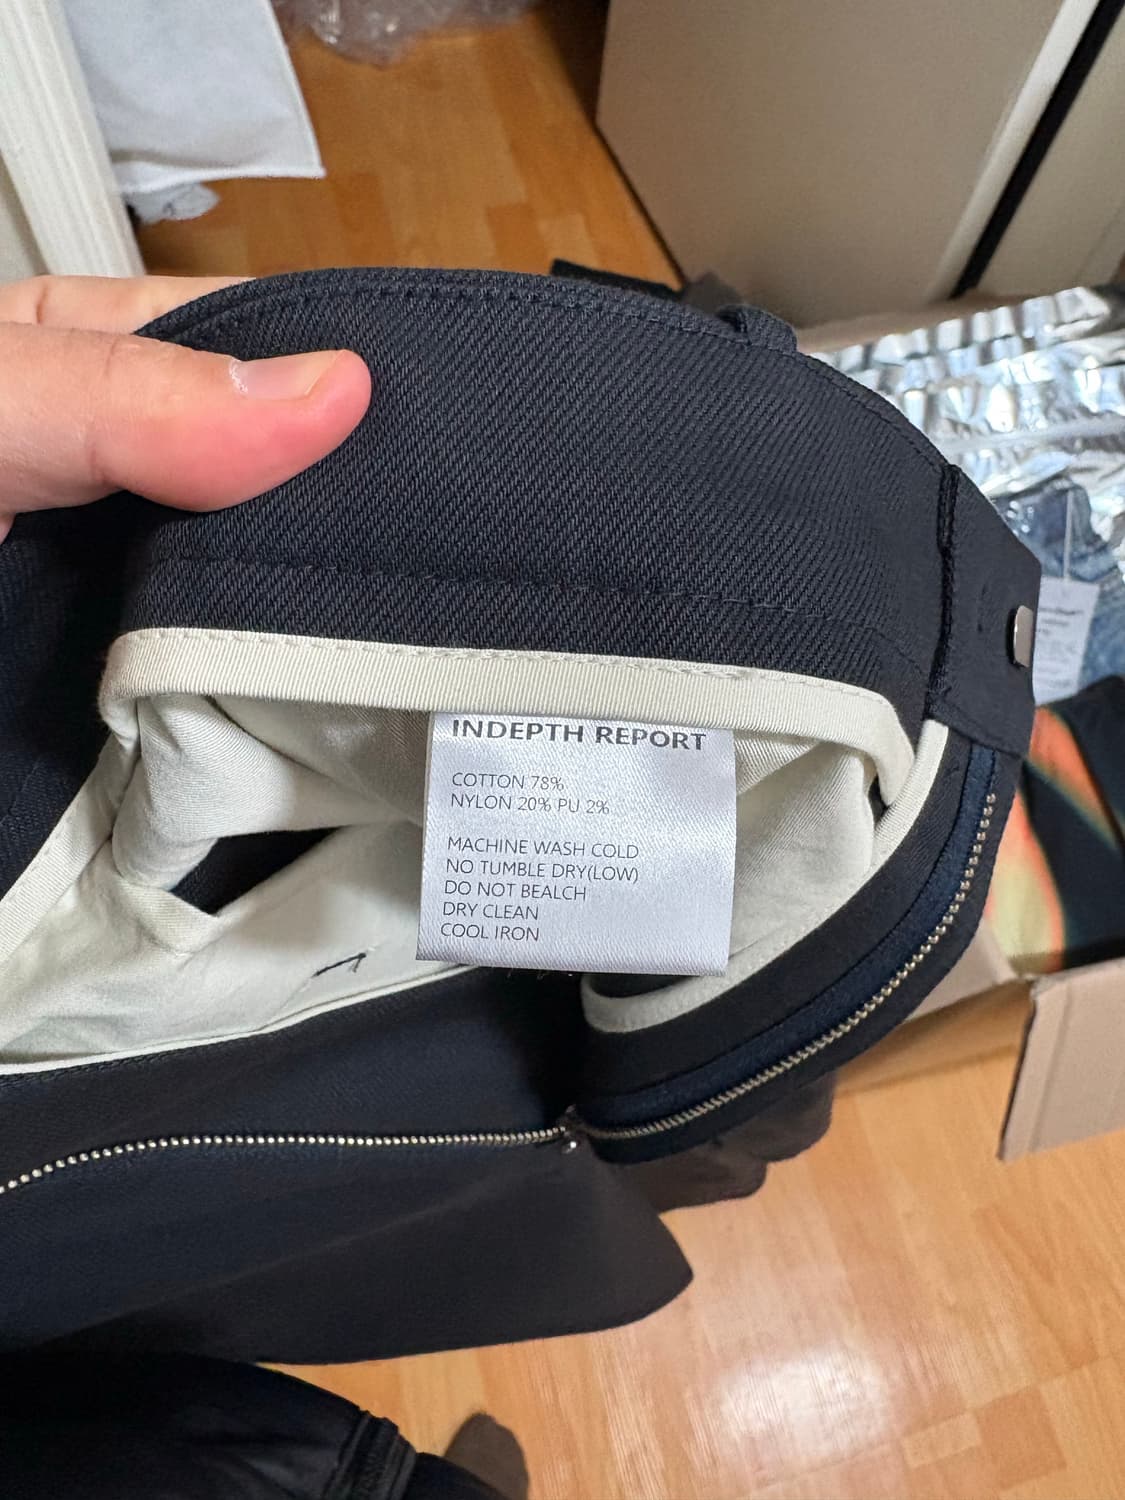 INDEPTH REPORT
COTTON 78%
NYLON 20% PU 2%
MACHINE WASH COLD
NO TUMBLE DRY(LOW)
DO NOT BEALCH
DRY CLEAN
COOL IRON